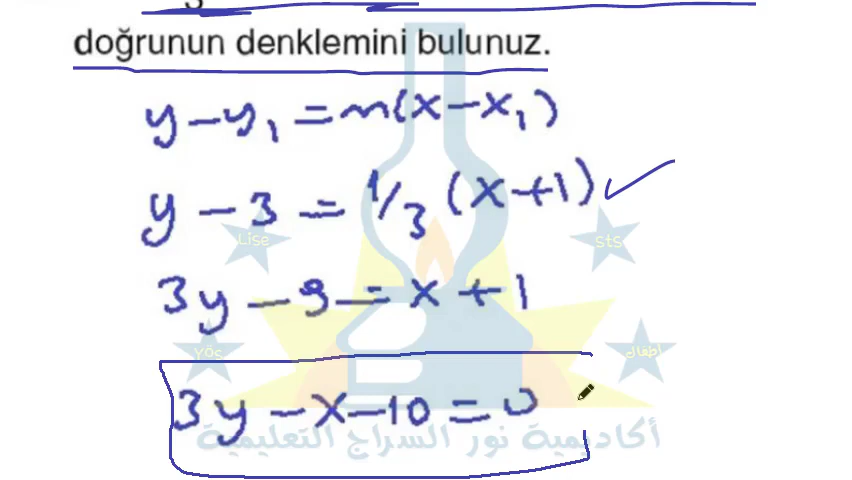 doğrunun denklemini bulunuz.
y - y₁ = m(x - x₁)
y - 3 = 1/3 (x + 1) ✓
Lise
sts
3y - 9 = x + 1
YÖS
أطفال
3y - x - 10 = 0
أكاديمية نور السراج التعليمية